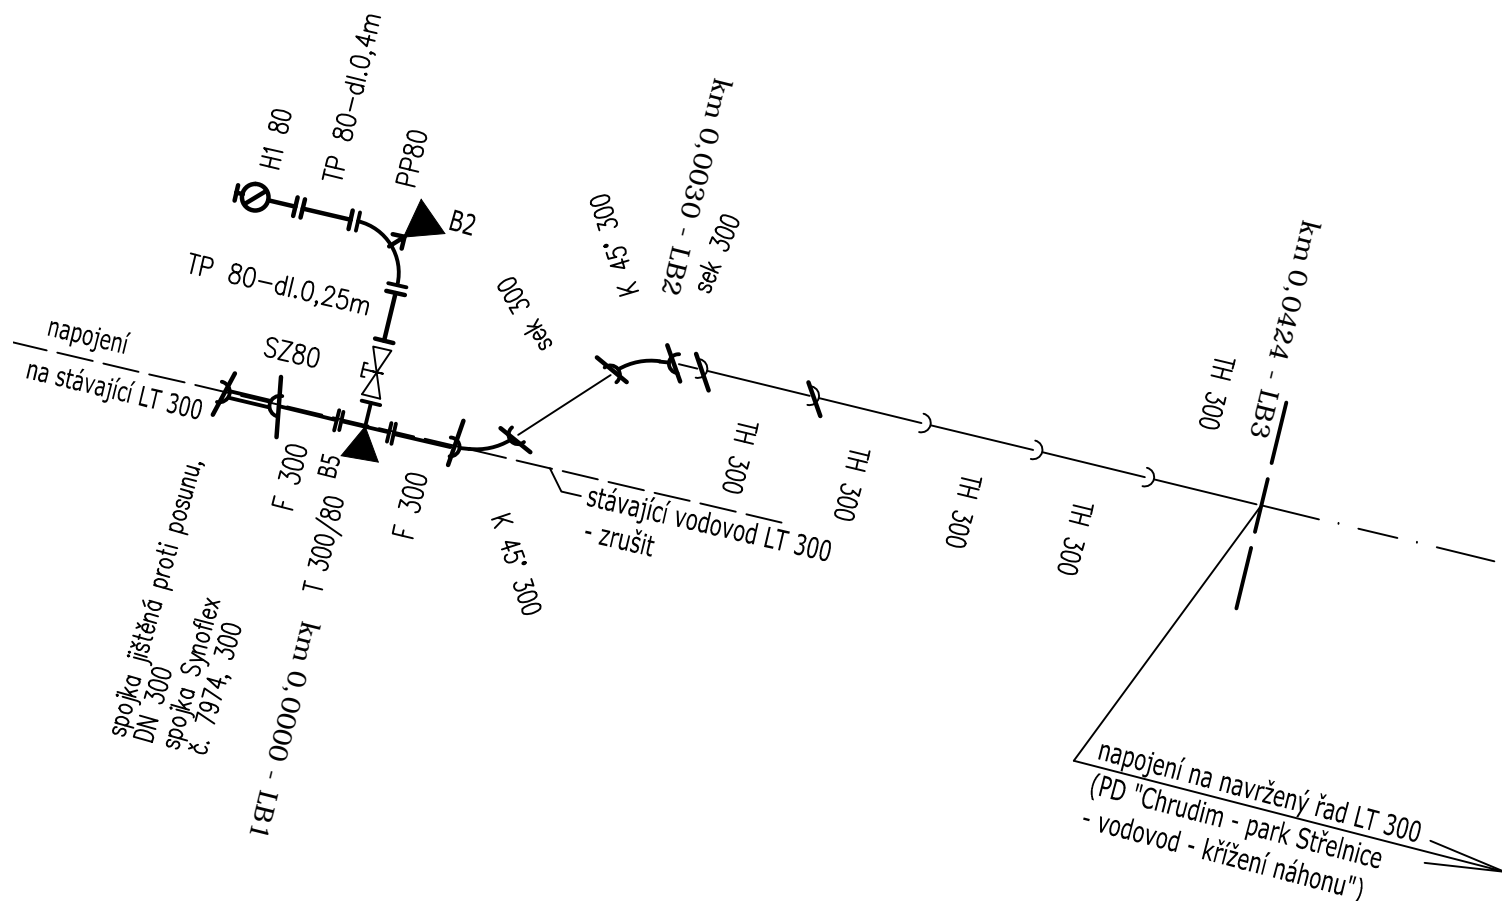 H1 80
TP 80-dl.0,4m
PP80
B2
TP 80-dl.0,25m
SZ80
napojení
na stávající LT 300
sek 300
K 45° 300
km 0,0030 - LB2
sek 300
km 0,0424 - LB3
TH 300
TH 300
TH 300
TH 300
TH 300
F 300
B5
T 300/80
F 300
K 45° 300
stávající vodovod LT 300
- zrušit
spojka jištěná proti posunu,
DN 300
spojka Synoflex
č. 7974, 300
km 0,0000 - LB1
napojení na navržený řad LT 300
(PD "Chrudim - park Střelnice
- vodovod - křížení náhonu")